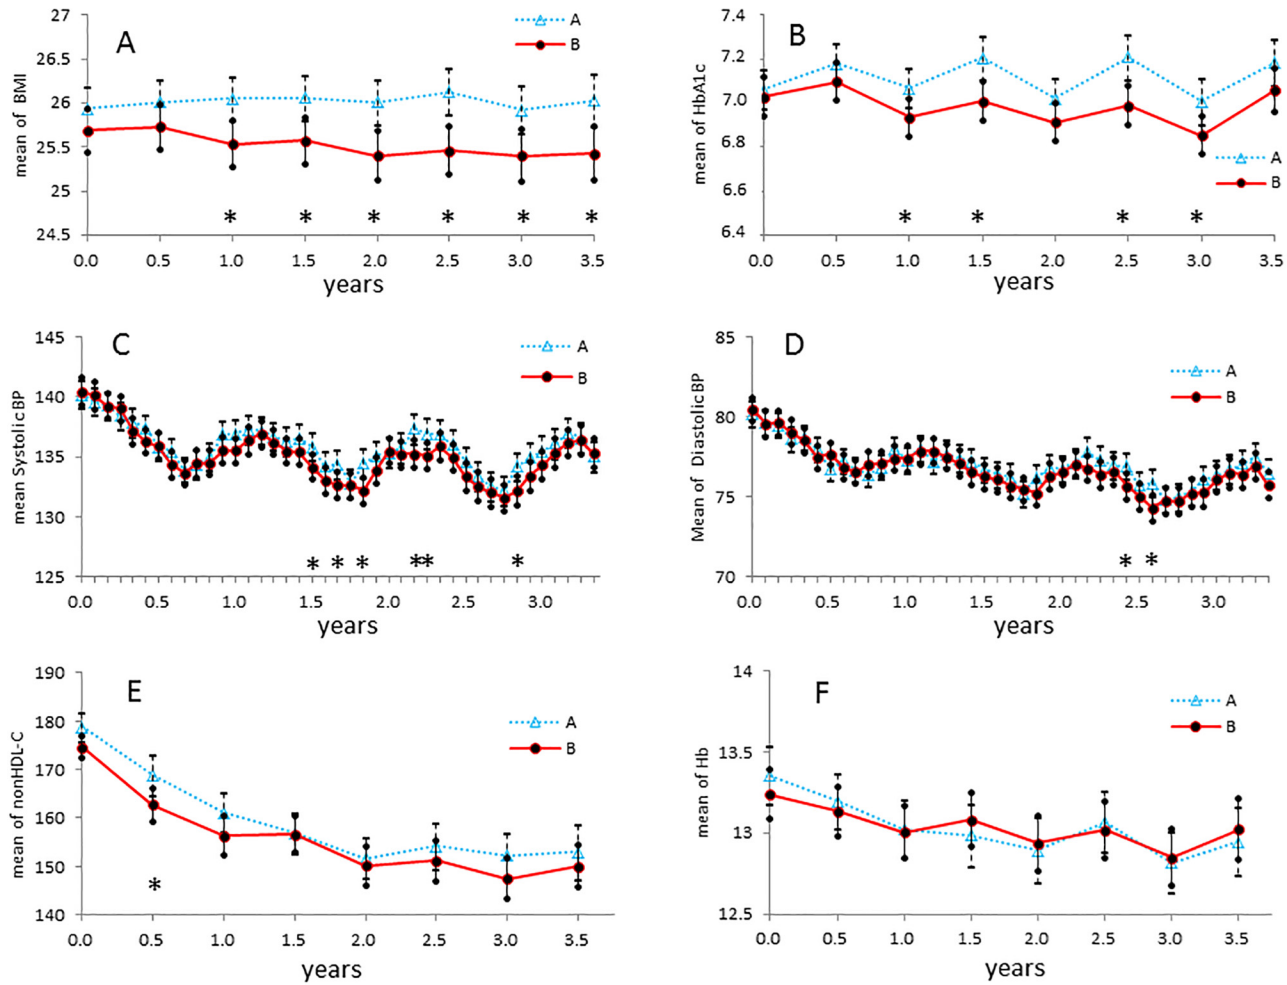 A
mean of BMI
27
26.5
26
25.5
25
24.5
A
B
* * * * * *
0.0 0.5 1.0 1.5 2.0 2.5 3.0 3.5
years
B
mean of HbA1c
7.4
7.2
7.0
6.8
6.6
6.4
A
B
* * * *
0.0 0.5 1.0 1.5 2.0 2.5 3.0 3.5
years
C
mean SystolicBP
145
140
135
130
125
A
B
* * * ** *
0.0 0.5 1.0 1.5 2.0 2.5 3.0
years
D
Mean of DiastolicBP
85
80
75
70
A
B
* *
0.0 0.5 1.0 1.5 2.0 2.5 3.0
years
E
mean of nonHDL-C
190
180
170
160
150
140
A
B
*
0.0 0.5 1.0 1.5 2.0 2.5 3.0 3.5
years
F
mean of Hb
14
13.5
13
12.5
A
B
0.0 0.5 1.0 1.5 2.0 2.5 3.0 3.5
years